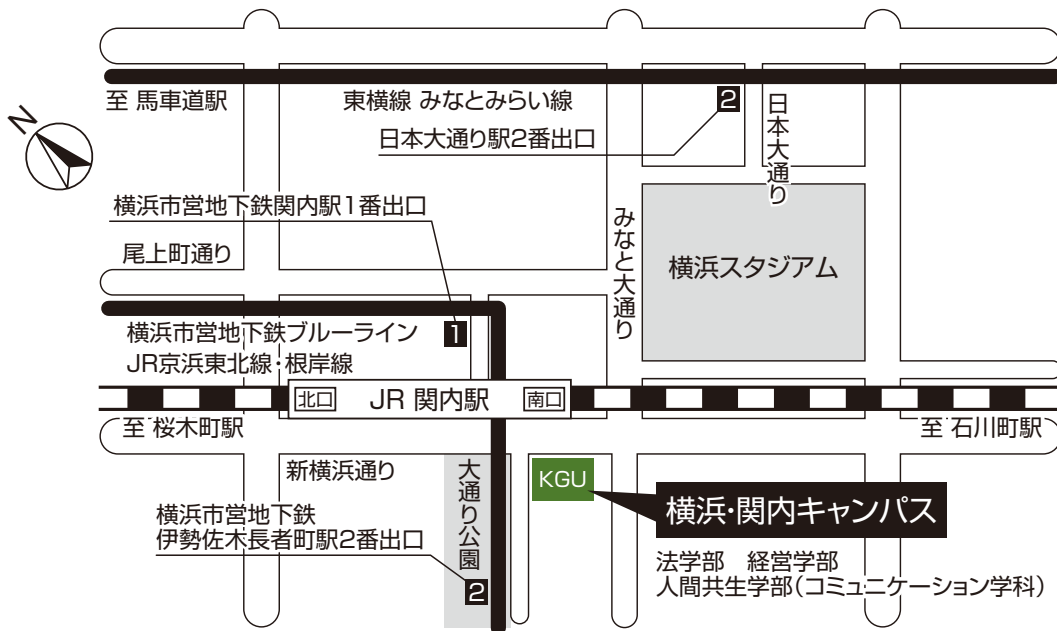 至 馬車道駅
東横線 みなとみらい線
2
日本大通り駅2番出口
日本大通り
N
横浜市営地下鉄関内駅1番出口
尾上町通り
みなと大通り
横浜スタジアム
横浜市営地下鉄ブルーライン
1
JR京浜東北線・根岸線
北口
JR 関内駅
南口
至 桜木町駅
至 石川町駅
新横浜通り
大通り公園
KGU
横浜・関内キャンパス
横浜市営地下鉄
伊勢佐木長者町駅2番出口
2
法学部 経営学部
人間共生学部(コミュニケーション学科)